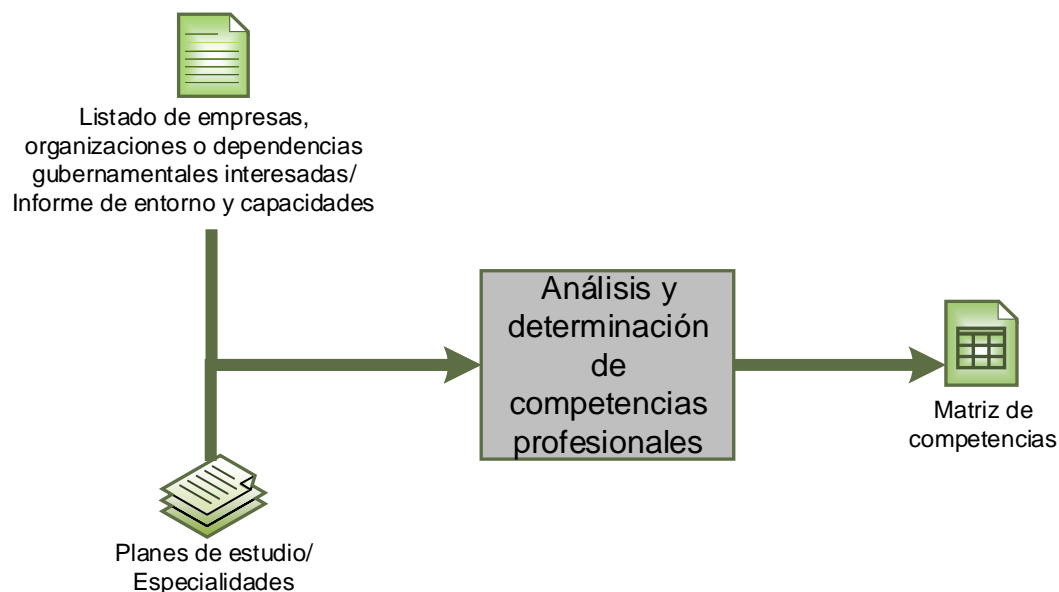 Listado de empresas,
organizaciones o dependencias
gubernamentales interesadas/
Informe de entorno y capacidades
Análisis y
determinación
de
competencias
profesionales
Matriz de
competencias
Planes de estudio/
Especialidades